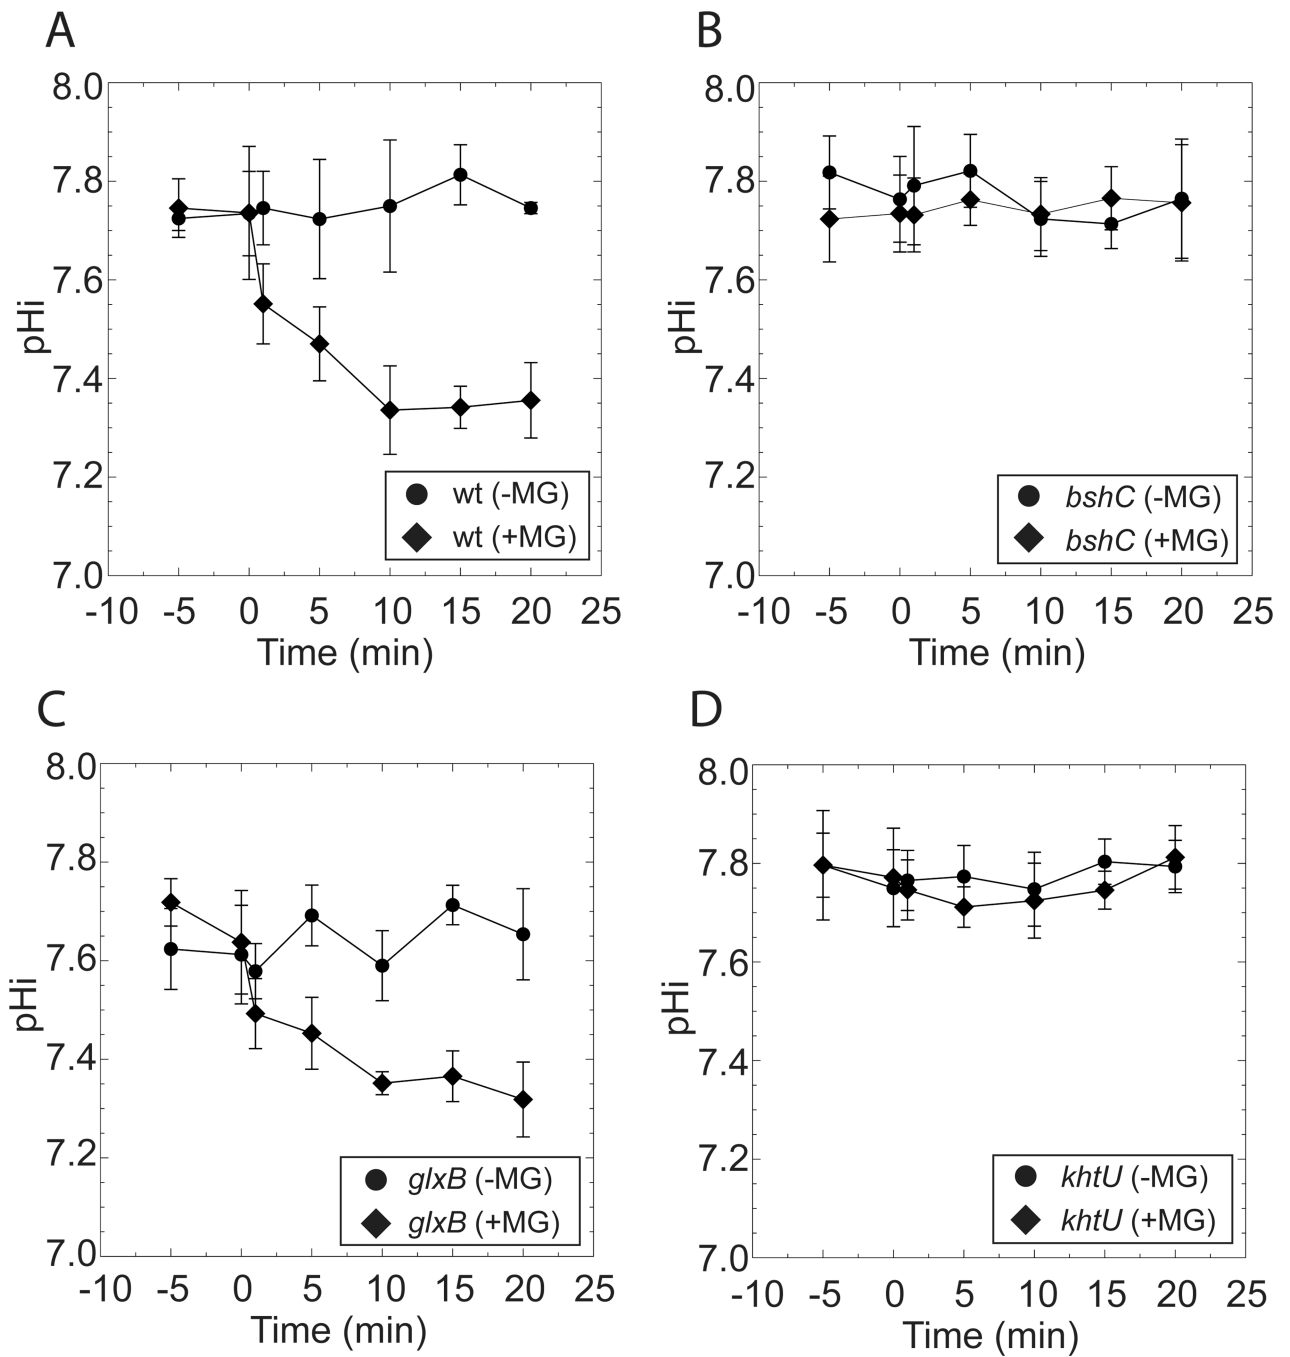 A
8.0
7.8
7.6
7.4
7.2
7.0
pHi
wt (-MG)
wt (+MG)
-10 -5 0 5 10 15 20 25
Time (min)
B
8.0
7.8
7.6
7.4
7.2
7.0
pHi
bshC (-MG)
bshC (+MG)
-10 -5 0 5 10 15 20 25
Time (min)
C
8.0
7.8
7.6
7.4
7.2
7.0
pHi
glxB (-MG)
glxB (+MG)
-10 -5 0 5 10 15 20 25
Time (min)
D
8.0
7.8
7.6
7.4
7.2
7.0
pHi
khtU (-MG)
khtU (+MG)
-10 -5 0 5 10 15 20 25
Time (min)